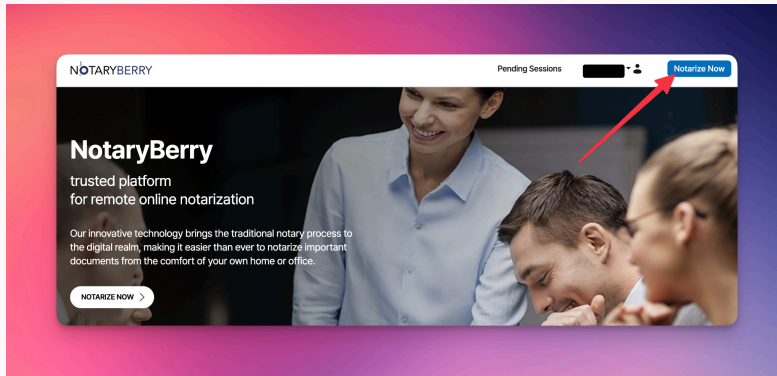 NOTARYBERRY
Pending Sessions
Notarize Now
NotaryBerry
trusted platform
for remote online notarization
Our innovative technology brings the traditional notary process to
the digital realm, making it easier than ever to notarize important
documents from the comfort of your own home or office.
NOTARIZE NOW